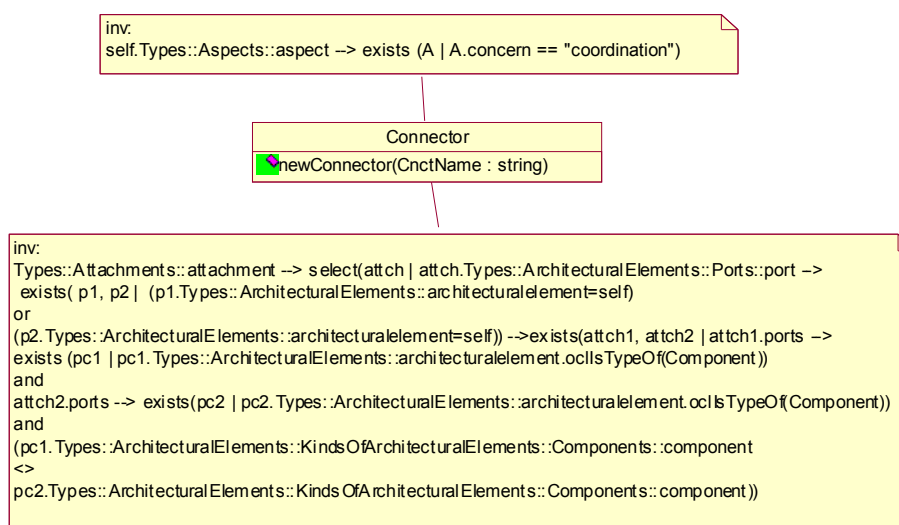 inv:
self.Types::Aspects::aspect --> exists (A | A.concern == "coordination")
Connector
newConnector(CnctName : string)
inv:
Types::Attachments::attachment --> select(attch | attch.Types::ArchitecturalElements::Ports::port -->
exists( p1, p2 | (p1.Types::ArchitecturalElements::architecturalelement=self)
or
(p2.Types::ArchitecturalElements::architecturalelement=self)) -->exists(attch1, attch2 | attch1.ports -->
exists (pc1 | pc1.Types::ArchitecturalElements::architecturalelement.oclIsTypeOf(Component))
and
attch2.ports --> exists(pc2 | pc2.Types::ArchitecturalElements::architecturalelement.oclIsTypeOf(Component))
and
(pc1.Types::ArchitecturalElements::KindsOfArchitecturalElements::Components::component
<>
pc2.Types::ArchitecturalElements::KindsOfArchitecturalElements::Components::component))